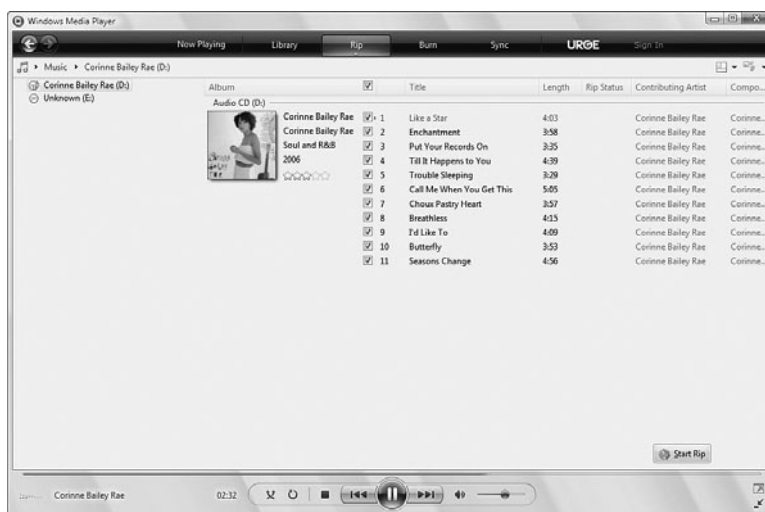 Windows Media Player
Now Playing Library Rip Burn Sync URGE Sign In
Music Corinne Bailey Rae (D:)
Corinne Bailey Rae (D:)
Unknown (E:)
Album Title Length Rip Status Contributing Artist Compo...
Audio CD (D:)
Corinne Bailey Rae 1 Like a Star 4:03 Corinne Bailey Rae Corinne...
Corinne Bailey Rae 2 Enchantment 3:58 Corinne Bailey Rae Corinne...
Soul and R&B 3 Put Your Records On 3:35 Corinne Bailey Rae Corinne...
2006 4 Till It Happens to You 4:39 Corinne Bailey Rae Corinne...
5 Trouble Sleeping 3:29 Corinne Bailey Rae Corinne...
6 Call Me When You Get This 5:05 Corinne Bailey Rae Corinne...
7 Choux Pastry Heart 3:57 Corinne Bailey Rae Corinne...
8 Breathless 4:15 Corinne Bailey Rae Corinne...
9 I'd Like To 4:09 Corinne Bailey Rae Corinne...
10 Butterfly 3:53 Corinne Bailey Rae Corinne...
11 Seasons Change 4:56 Corinne Bailey Rae Corinne...
Start Rip
Corinne Bailey Rae 02:32